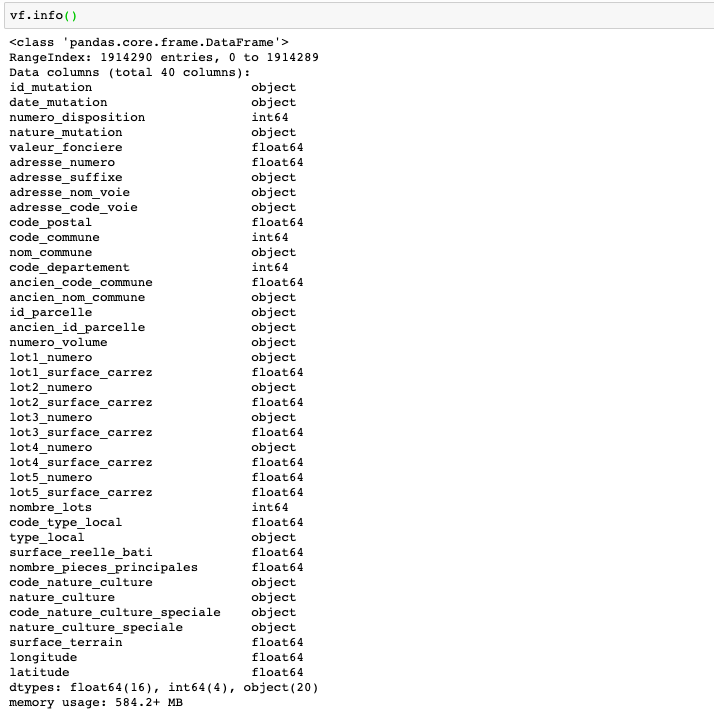 vf.info()
<class 'pandas.core.frame.DataFrame'>
RangeIndex: 1914290 entries, 0 to 1914289
Data columns (total 40 columns):
id_mutation                     object
date_mutation                   object
numero_disposition              int64
nature_mutation                 object
valeur_fonciere                 float64
adresse_numero                  float64
adresse_suffixe                 object
adresse_nom_voie                object
adresse_code_voie               object
code_postal                     float64
code_commune                    int64
nom_commune                     object
code_departement                int64
ancien_code_commune             float64
ancien_nom_commune              object
id_parcelle                     object
ancien_id_parcelle              object
numero_volume                   object
lot1_numero                     object
lot1_surface_carrez             float64
lot2_numero                     object
lot2_surface_carrez             float64
lot3_numero                     object
lot3_surface_carrez             float64
lot4_numero                     object
lot4_surface_carrez             float64
lot5_numero                     float64
lot5_surface_carrez             float64
nombre_lots                     int64
code_type_local                 float64
type_local                      object
surface_reelle_bati             float64
nombre_pieces_principales       float64
code_nature_culture             object
nature_culture                  object
code_nature_culture_speciale    object
nature_culture_speciale         object
surface_terrain                 float64
longitude                       float64
latitude                        float64
dtypes: float64(16), int64(4), object(20)
memory usage: 584.2+ MB